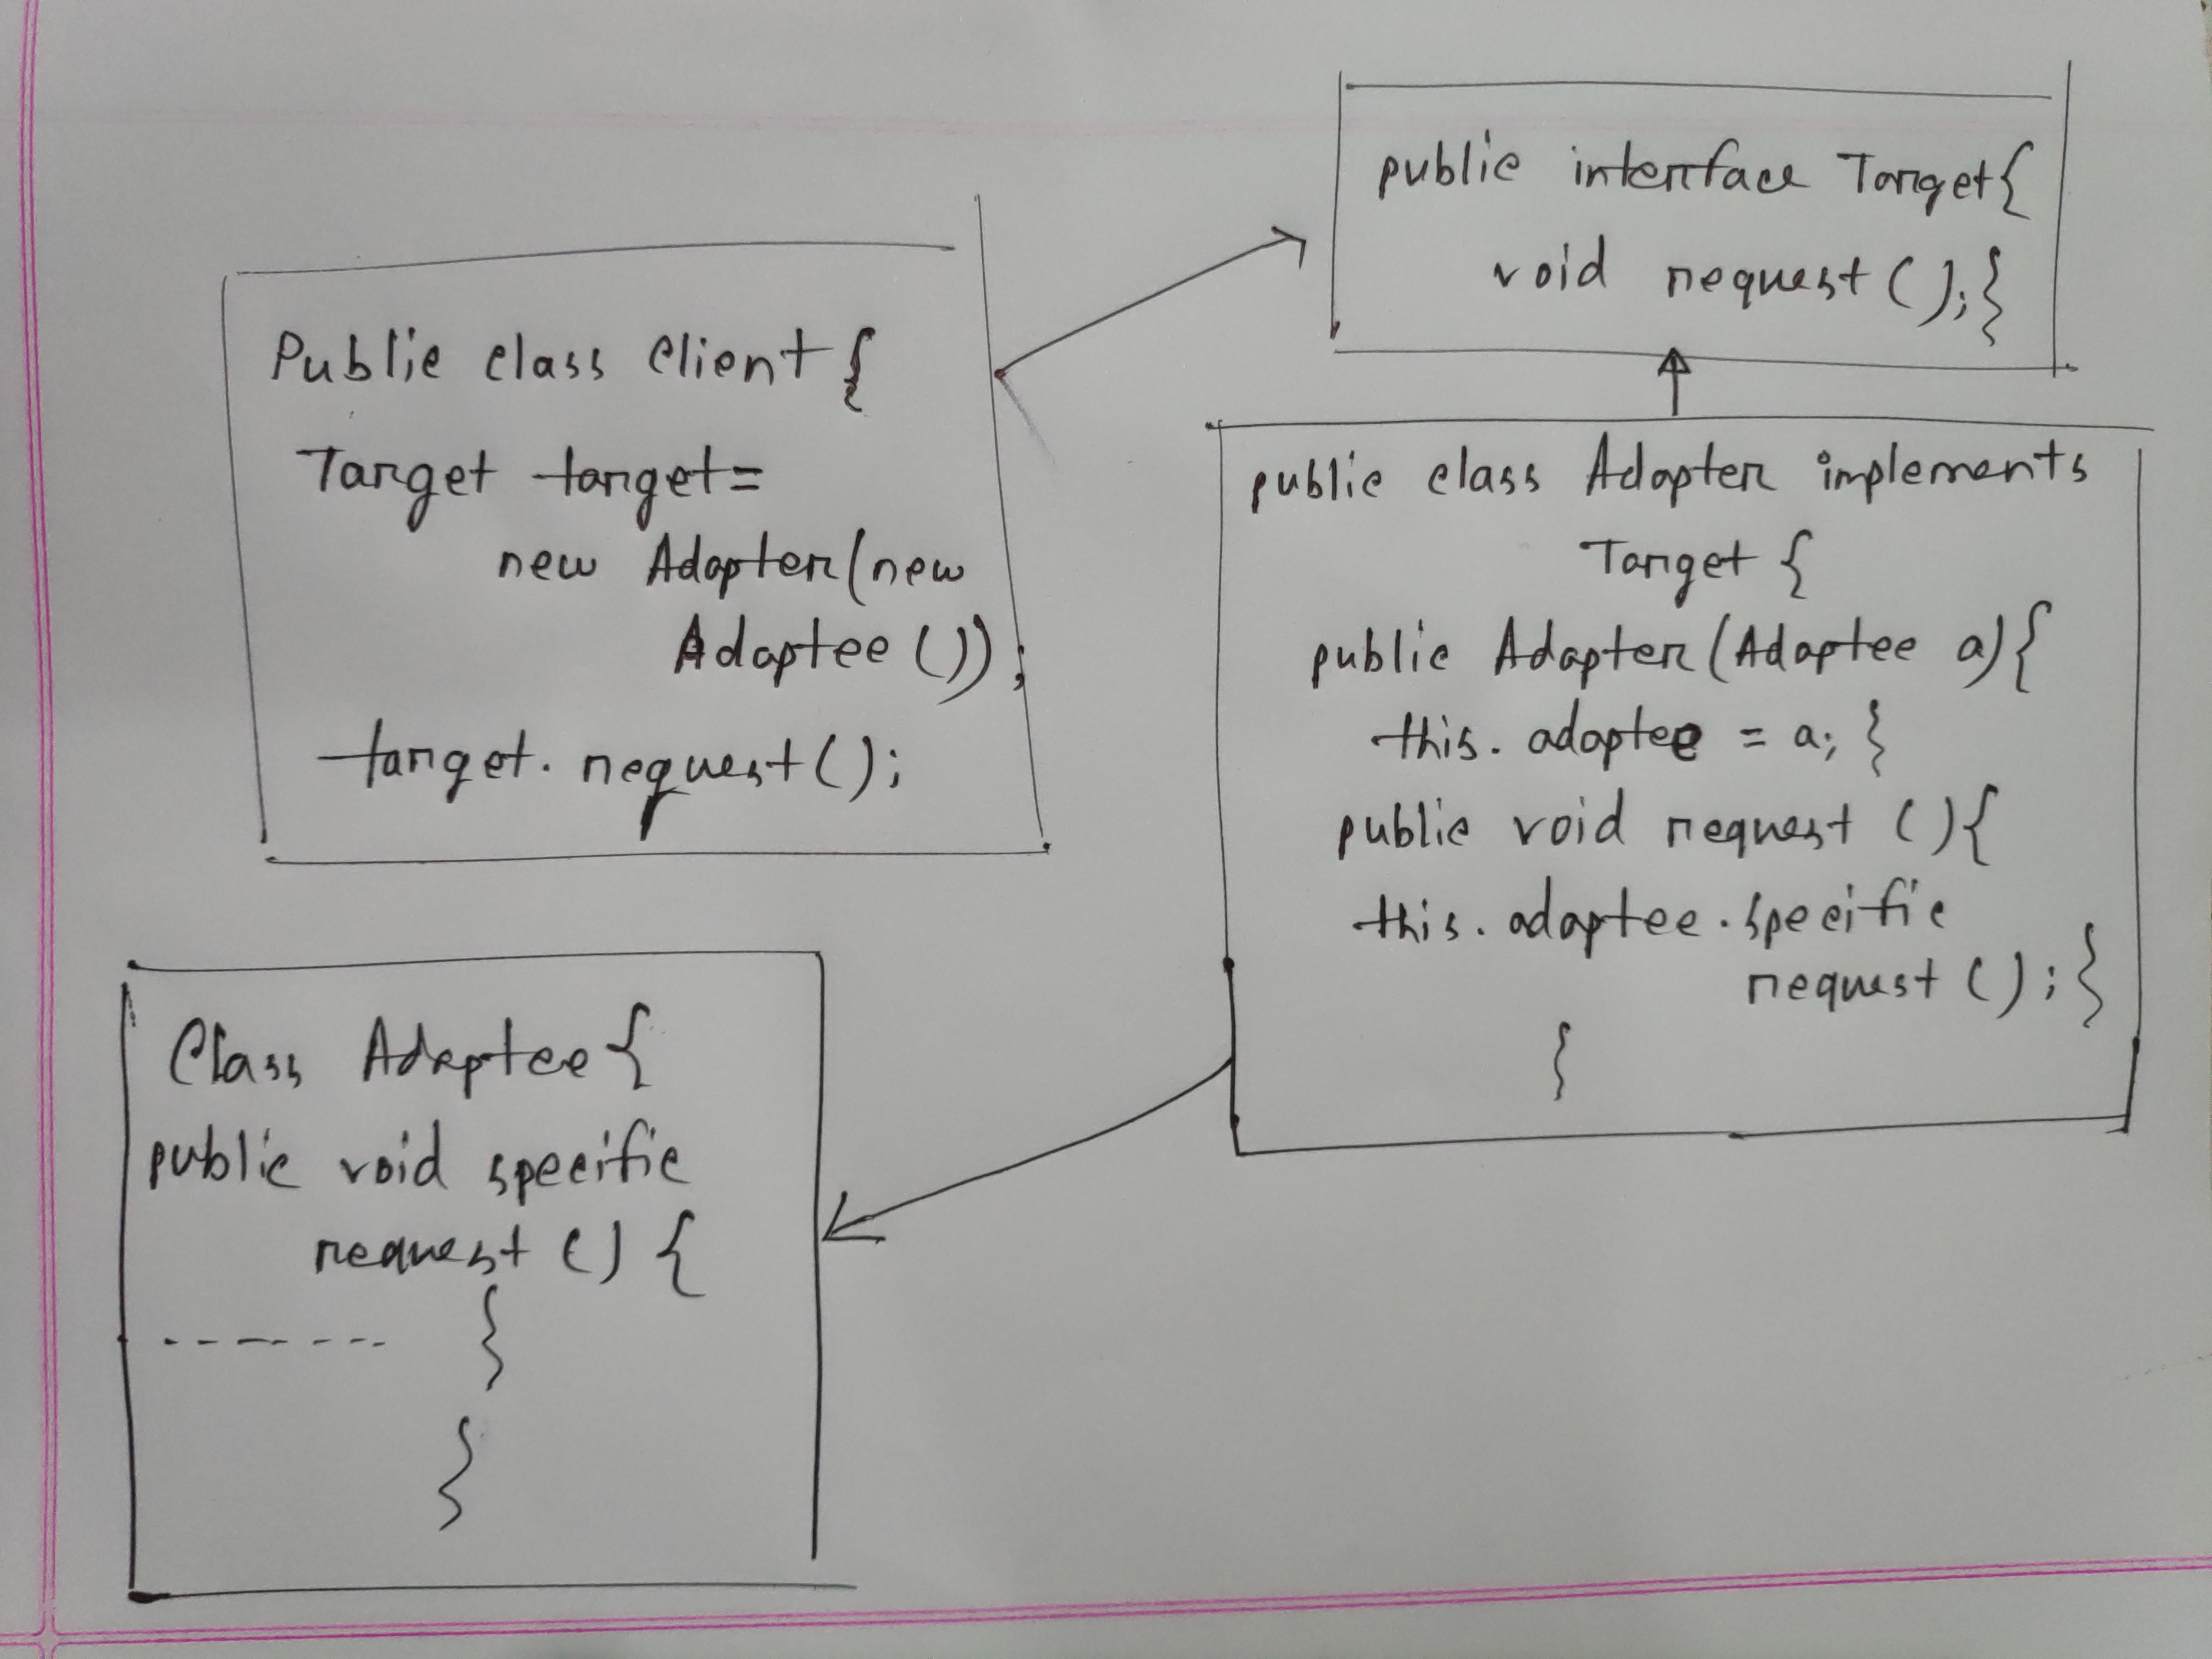 Public class Client {
Target target =
new Adapter(new
Adaptee ());
target. request();
public interface Target{
void request ();}
public class Adapter implements
Target {
public Adapter (Adaptee a){
this. adaptee = a; }
public void request (){
this. adaptee. specific
request () ; }
}
Class Adaptee {
public void specific
request () {
------- }
}